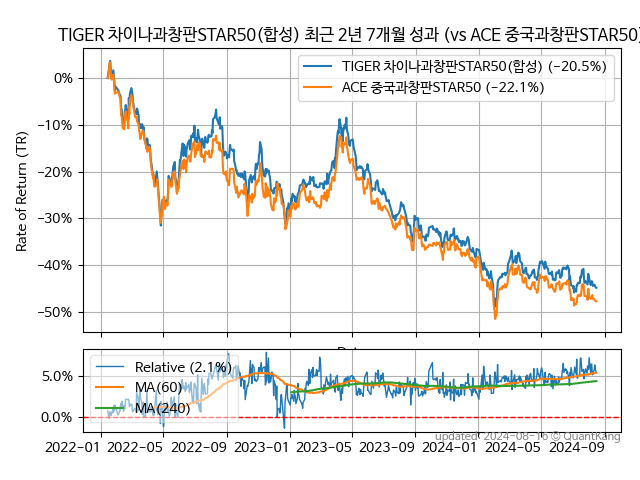 TIGER 차이나과창판STAR50(합성) 최근 2년 7개월 성과 (vs ACE 중국과창판STAR50)
Rate of Return (TR)
0%
−10%
−20%
−30%
−40%
−50%
TIGER 차이나과창판STAR50(합성) (−20.5%)
ACE 중국과창판STAR50 (−22.1%)
5.0%
0.0%
Relative (2.1%)
MA(60)
MA(240)
2022−01 2022−05 2022−09 2023−01 2023−05 2023−09 2024−01 2024−05 2024−09
updated: 2024-08-16 © QuantKang